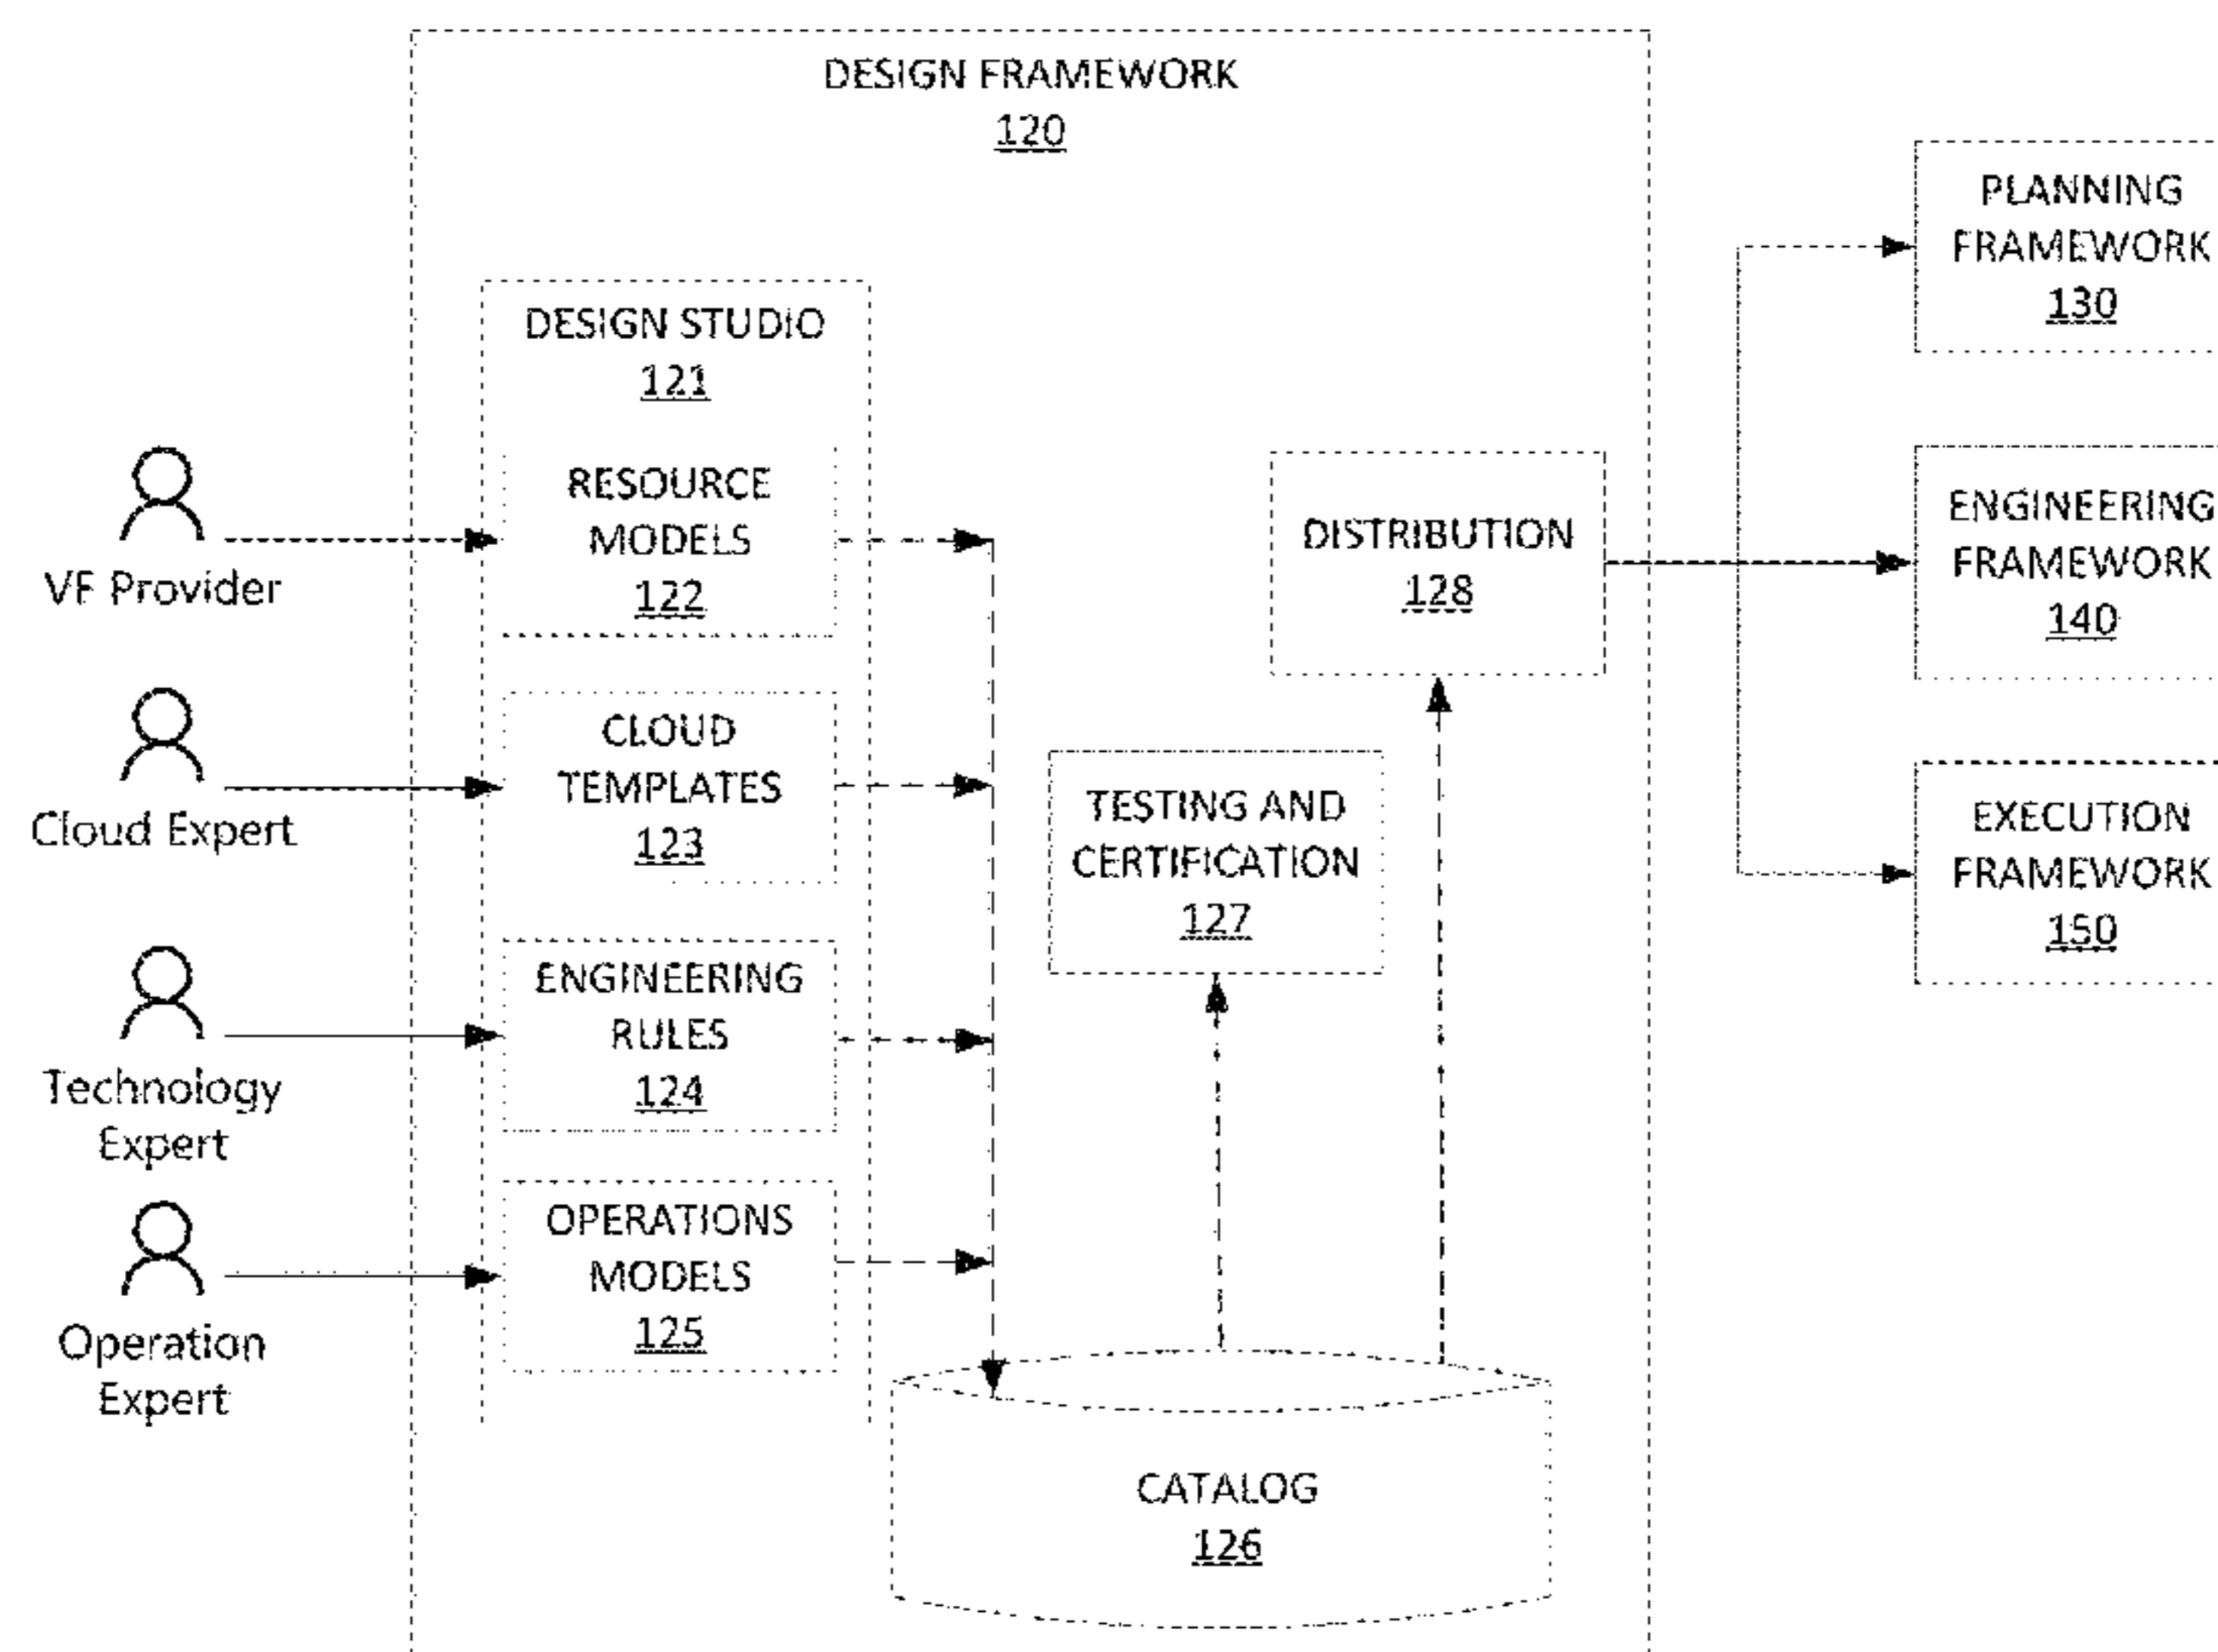 DESIGN FRAMEWORK
120
DESIGN STUDIO
121
RESOURCE
MODELS
122
CLOUD
TEMPLATES
123
ENGINEERING
RULES
124
OPERATIONS
MODELS
125
VF Provider
Cloud Expert
Technology
Expert
Operation
Expert
TESTING AND
CERTIFICATION
127
DISTRIBUTION
128
CATALOG
126
PLANNING
FRAMEWORK
130
ENGINEERING
FRAMEWORK
140
EXECUTION
FRAMEWORK
150